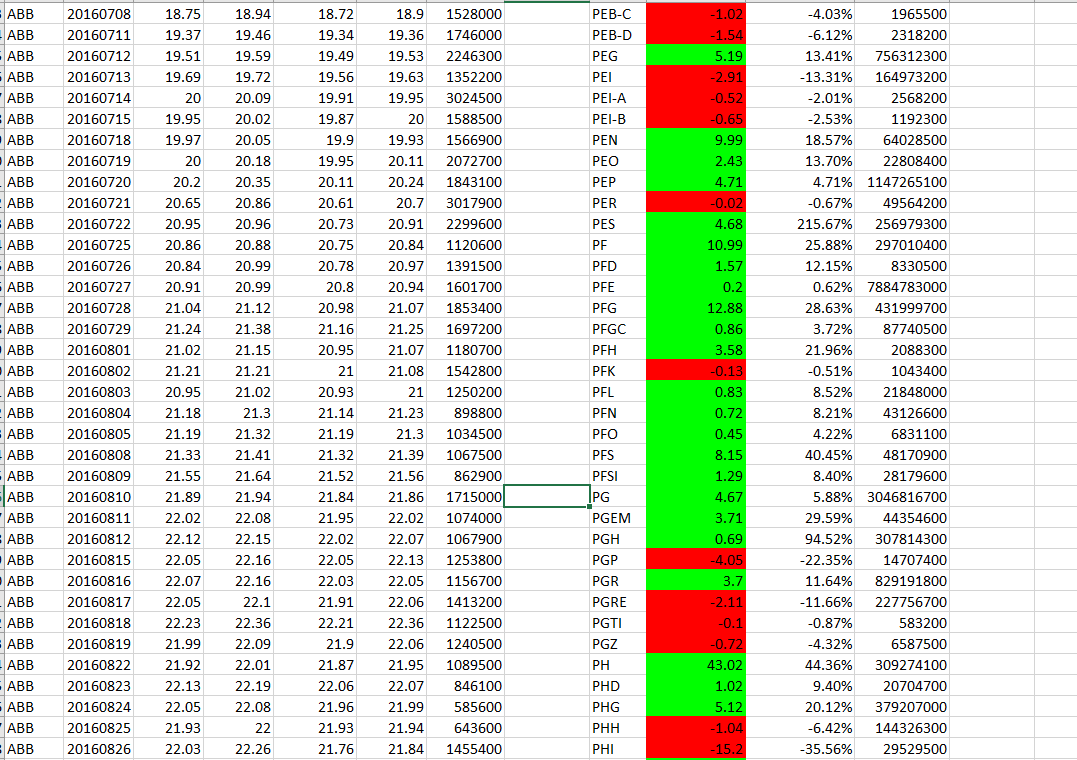 ABB 20160708 18.75 18.94 18.72 18.9 1528000 PEB-C -1.02 -4.03% 1965500
ABB 20160711 19.37 19.46 19.34 19.36 1746000 PEB-D -1.54 -6.12% 2318200
ABB 20160712 19.51 19.59 19.49 19.53 2246300 PEG 5.19 13.41% 756312300
ABB 20160713 19.69 19.72 19.56 19.63 1352200 PEI -2.91 -13.31% 164973200
ABB 20160714 20 20.09 19.91 19.95 3024500 PEI-A -0.52 -2.01% 2568200
ABB 20160715 19.95 20.02 19.87 20 1588500 PEI-B -0.65 -2.53% 1192300
ABB 20160718 19.97 20.05 19.9 19.93 1566900 PEN 9.99 18.57% 64028500
ABB 20160719 20 20.18 19.95 20.11 2072700 PEO 2.43 13.70% 22808400
ABB 20160720 20.2 20.35 20.11 20.24 1843100 PEP 4.71 4.71% 1147265100
ABB 20160721 20.65 20.86 20.61 20.7 3017900 PER -0.02 -0.67% 49564200
ABB 20160722 20.95 20.96 20.73 20.91 2299600 PES 4.68 215.67% 256979300
ABB 20160725 20.86 20.88 20.75 20.84 1120600 PF 10.99 25.88% 297010400
ABB 20160726 20.84 20.99 20.78 20.97 1391500 PFD 1.57 12.15% 8330500
ABB 20160727 20.91 20.99 20.8 20.94 1601700 PFE 0.2 0.62% 7884783000
ABB 20160728 21.04 21.12 20.98 21.07 1853400 PFG 12.88 28.63% 431999700
ABB 20160729 21.24 21.38 21.16 21.25 1697200 PFGC 0.86 3.72% 87740500
ABB 20160801 21.02 21.15 20.95 21.07 1180700 PFH 3.58 21.96% 2088300
ABB 20160802 21.21 21.21 21 21.08 1542800 PFK -0.13 -0.51% 1043400
ABB 20160803 20.95 21.02 20.93 21 1250200 PFL 0.83 8.52% 21848000
ABB 20160804 21.18 21.3 21.14 21.23 898800 PFN 0.72 8.21% 43126600
ABB 20160805 21.19 21.32 21.19 21.3 1034500 PFO 0.45 4.22% 6831100
ABB 20160808 21.33 21.41 21.32 21.39 1067500 PFS 8.15 40.45% 48170900
ABB 20160809 21.55 21.64 21.52 21.56 862900 PFSI 1.29 8.40% 28179600
ABB 20160810 21.89 21.94 21.84 21.86 1715000 PG 4.67 5.88% 3046816700
ABB 20160811 22.02 22.08 21.95 22.02 1074000 PGEM 3.71 29.59% 44354600
ABB 20160812 22.12 22.15 22.02 22.07 1067900 PGH 0.69 94.52% 307814300
ABB 20160815 22.05 22.16 22.05 22.13 1253800 PGP -4.05 -22.35% 14707400
ABB 20160816 22.07 22.16 22.03 22.05 1156700 PGR 3.7 11.64% 829191800
ABB 20160817 22.05 22.1 21.91 22.06 1413200 PGRE -2.11 -11.66% 227756700
ABB 20160818 22.23 22.36 22.21 22.36 1122500 PGTI -0.1 -0.87% 583200
ABB 20160819 21.99 22.09 21.9 22.06 1240500 PGZ -0.72 -4.32% 6587500
ABB 20160822 21.92 22.01 21.87 21.95 1089500 PH 43.02 44.36% 309274100
ABB 20160823 22.13 22.19 22.06 22.07 846100 PHD 1.02 9.40% 20704700
ABB 20160824 22.05 22.08 21.96 21.99 585600 PHG 5.12 20.12% 379207000
ABB 20160825 21.93 22 21.93 21.94 643600 PHH -1.04 -6.42% 144326300
ABB 20160826 22.03 22.26 21.76 21.84 1455400 PHI -15.2 -35.56% 29529500